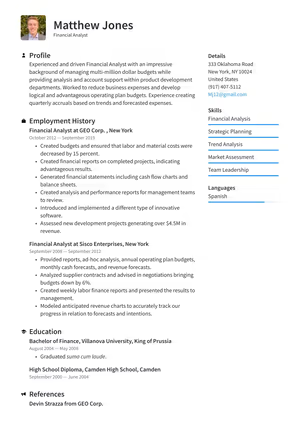 Matthew Jones
Financial Analyst
Profile
Experienced and driven Financial Analyst with an impressive
background of managing multi-million dollar budgets while
providing analysis and account support within product development
departments. Worked to reduce business expenses and develop
logical and advantageous operating plan budgets. Experience creating
quarterly accruals based on trends and forecasted expenses.
Employment History
Financial Analyst at GEO Corp. , New York
October 2012 — September 2019
• Created budgets and ensured that labor and material costs were
decreased by 15 percent.
• Created financial reports on completed projects, indicating
advantageous results.
• Generated financial statements including cash flow charts and
balance sheets.
• Created analysis and performance reports for management teams
to review.
• Introduced and implemented a different type of innovative
software.
• Assessed new development projects generating over $4.5M in
revenue.
Financial Analyst at Sisco Enterprises, New York
September 2008 — September 2012
• Provided reports, ad-hoc analysis, annual operating plan budgets,
monthly cash forecasts, and revenue forecasts.
• Analyzed supplier contracts and advised in negotiations bringing
budgets down by 6%.
• Created weekly labor finance reports and presented the results to
management.
• Modeled anticipated revenue charts to accurately track our
progress in relation to forecasts and intentions.
Education
Bachelor of Finance, Villanova University, King of Prussia
August 2004 — May 2008
• Graduated summa cum laude.
High School Diploma, Camden High School, Camden
September 2000 — June 2004
References
Devin Strazza from GEO Corp.
Details
333 Oklahoma Road
New York, NY 10024
United States
(917) 407-5112
MJ@gmail.com
Skills
Financial Analysis
Strategic Planning
Trend Analysis
Market Assessment
Team Leadership
Languages
Spanish